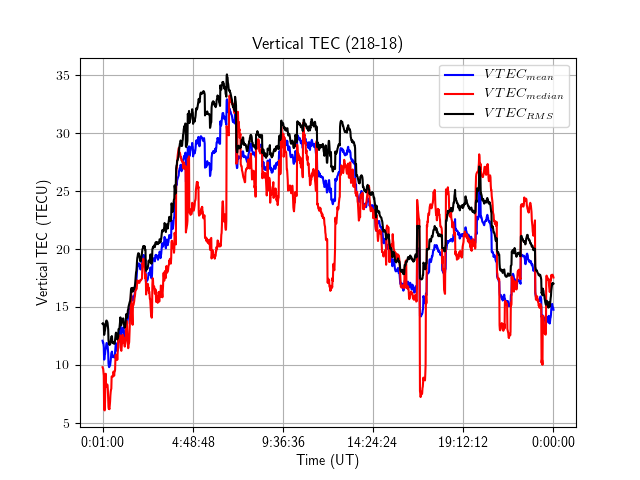 Vertical TEC (218-18)
VTEC_mean
VTEC_median
VTEC_RMS
Vertical TEC (TECU)
35
30
25
20
15
10
5
0:01:00 4:48:48 9:36:36 14:24:24 19:12:12 0:00:00
Time (UT)